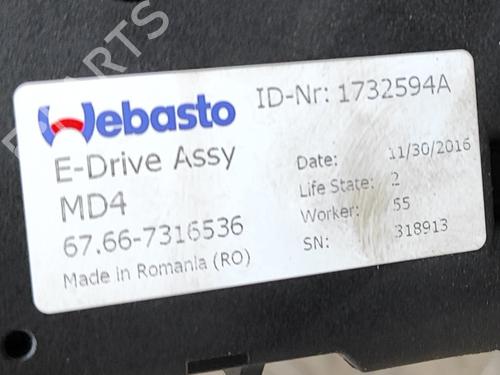 PARTS
Webasto
ID-Nr: 1732594A
E-Drive Assy
MD4
67.66-7316536
Made in Romania (RO)
Date: 11/30/2016
Life State: 2
Worker: 55
SN: 318913